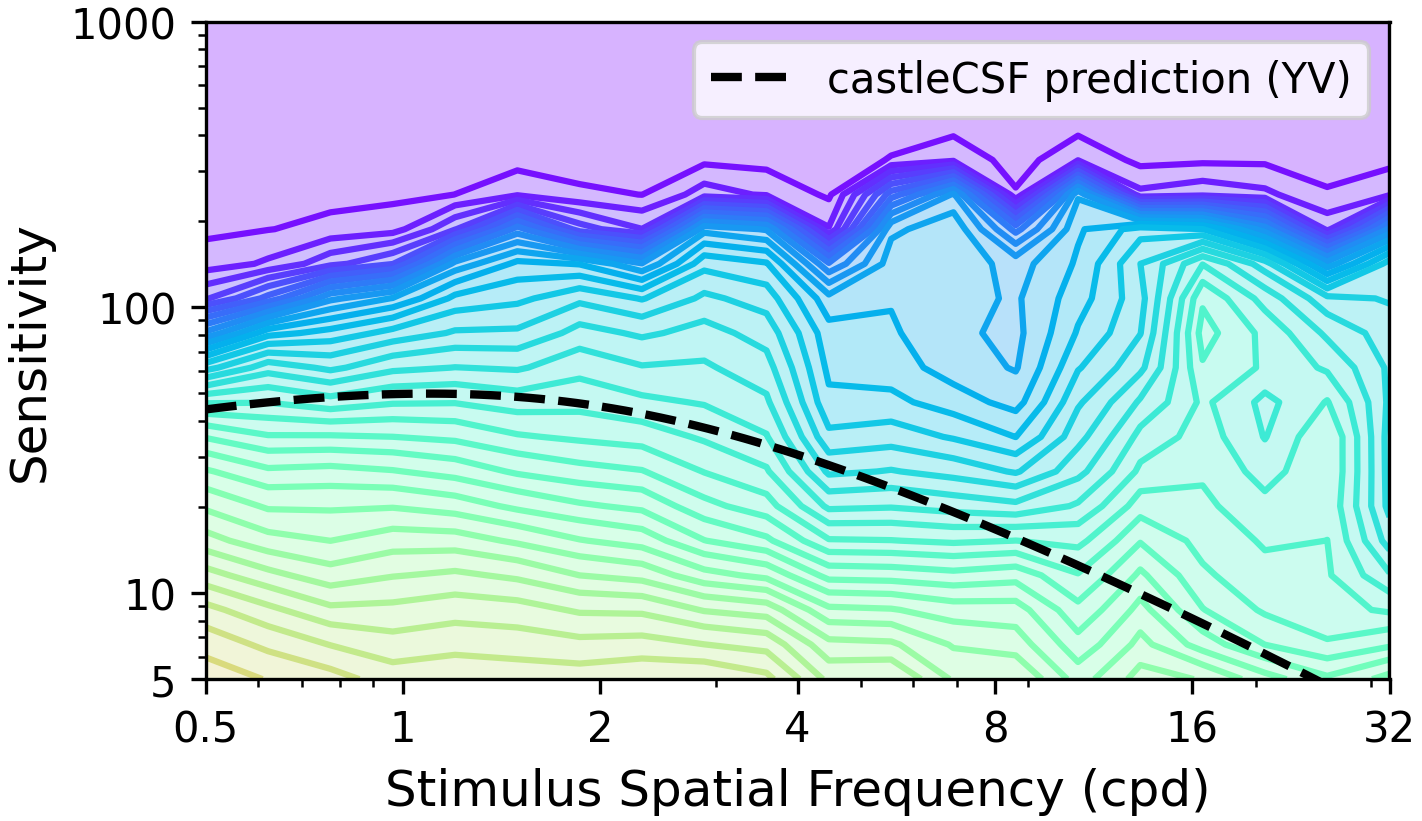 1000
castleCSF prediction (YV)
Sensitivity
100
10
5
0.5 1 2 4 8 16 32
Stimulus Spatial Frequency (cpd)